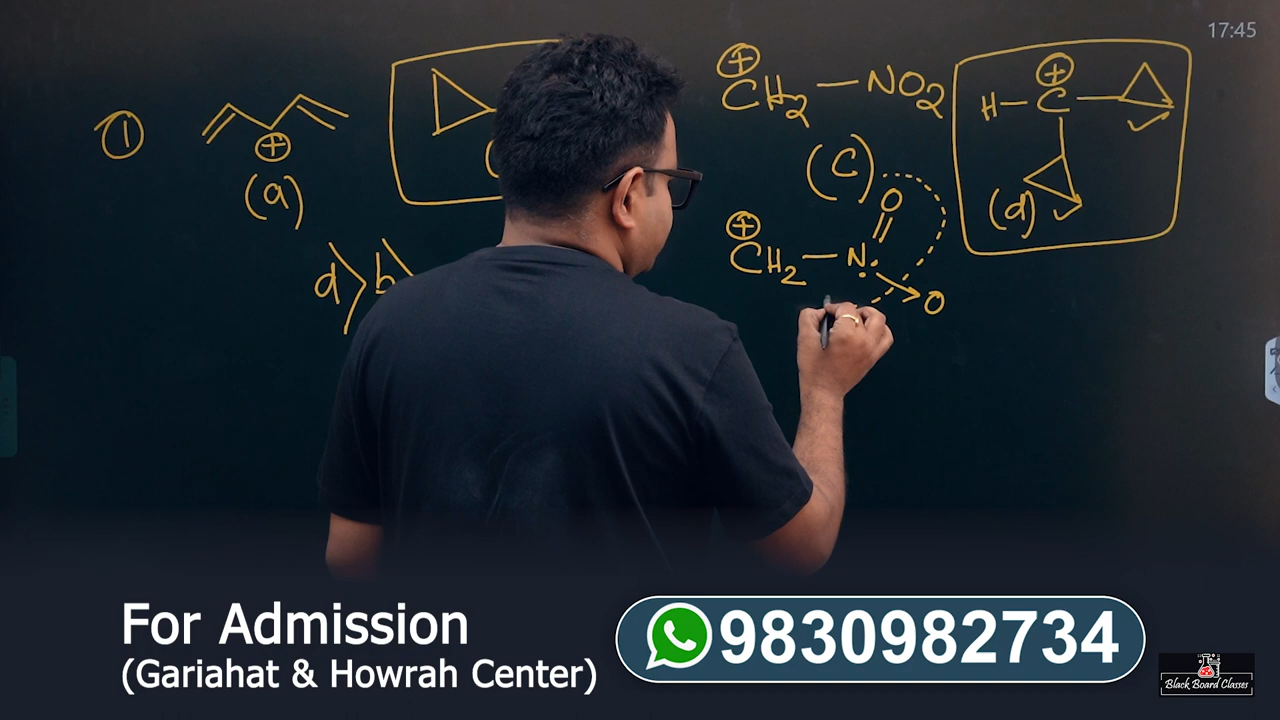 17:45
①
⊕
(a)
d>b>
⊕
CH2—NO2
(C)
⊕
CH2—N:
O
O
⊕
H—C—
(d)
For Admission
(Gariahat & Howrah Center)
9830982734
Black Board Classes